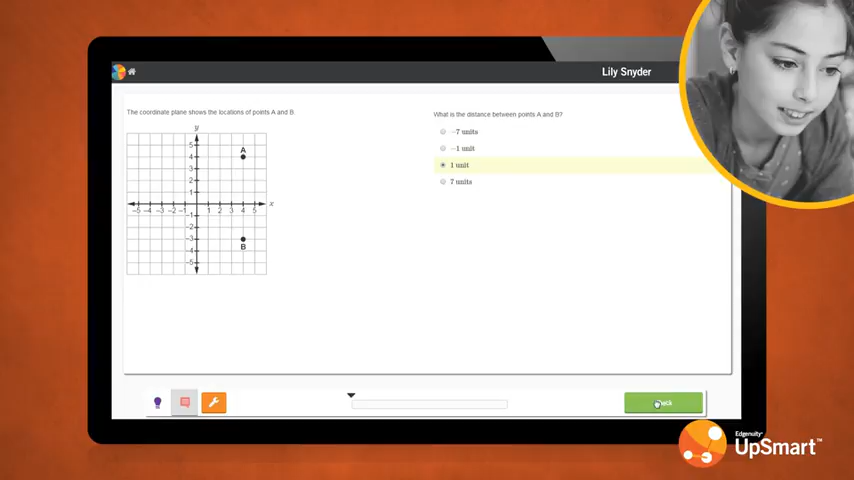 Lily Snyder
The coordinate plane shows the locations of points A and B.
What is the distance between points A and B?
−7 units
−1 unit
1 unit
7 units
y
5
4
A
3
2
1
−5 −4 −3 −2 −1 1 2 3 4 5 x
−1
−2
−3
−4
B
−5
Edgenuity
UpSmart™